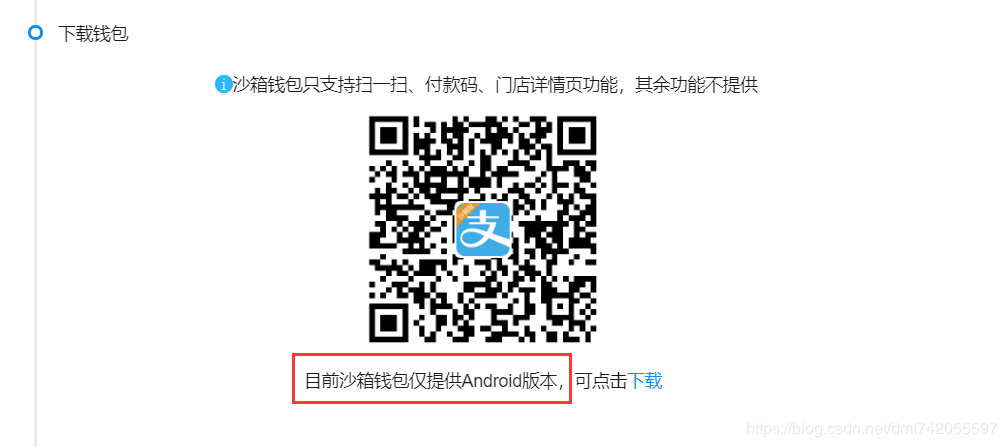 下载钱包
沙箱钱包只支持扫一扫、付款码、门店详情页功能，其余功能不提供
支
目前沙箱钱包仅提供Android版本，可点击下载
https://blog.csdn.net/dmt742055597